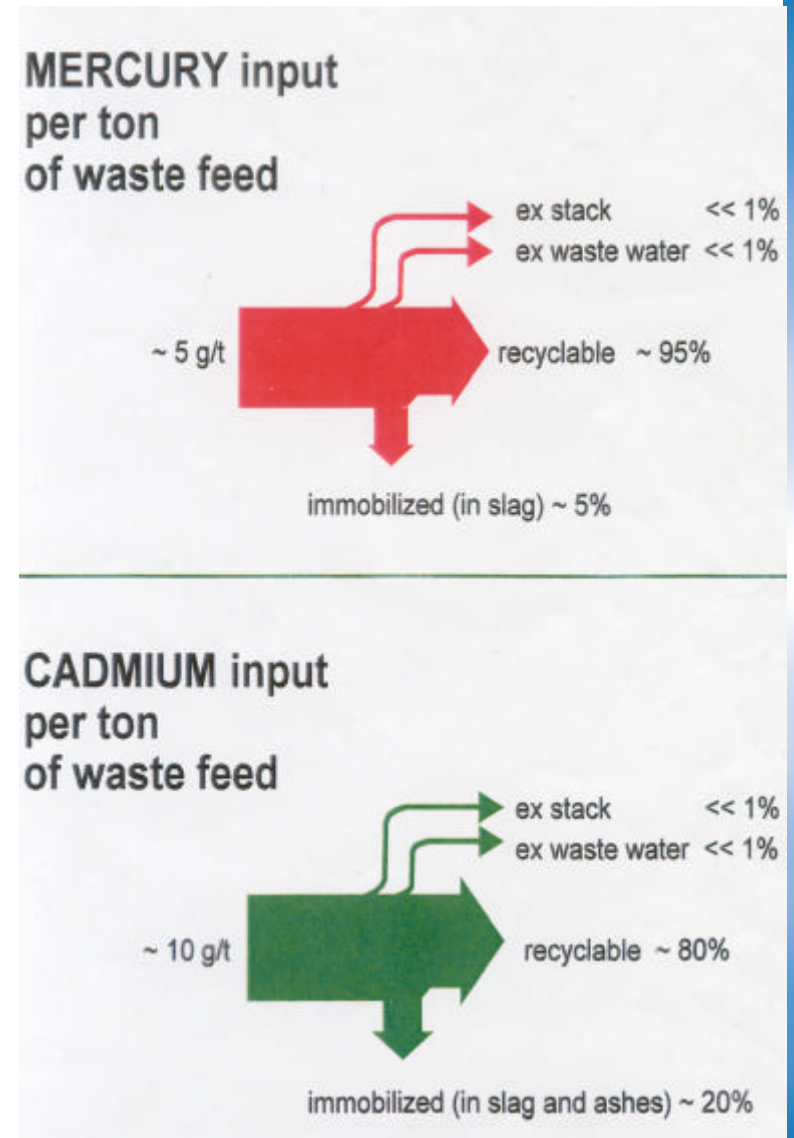 MERCURY input
per ton
of waste feed
ex stack << 1%
ex waste water << 1%
~ 5 g/t
recyclable ~ 95%
immobilized (in slag) ~ 5%
CADMIUM input
per ton
of waste feed
ex stack << 1%
ex waste water << 1%
~ 10 g/t
recyclable ~ 80%
immobilized (in slag and ashes) ~ 20%